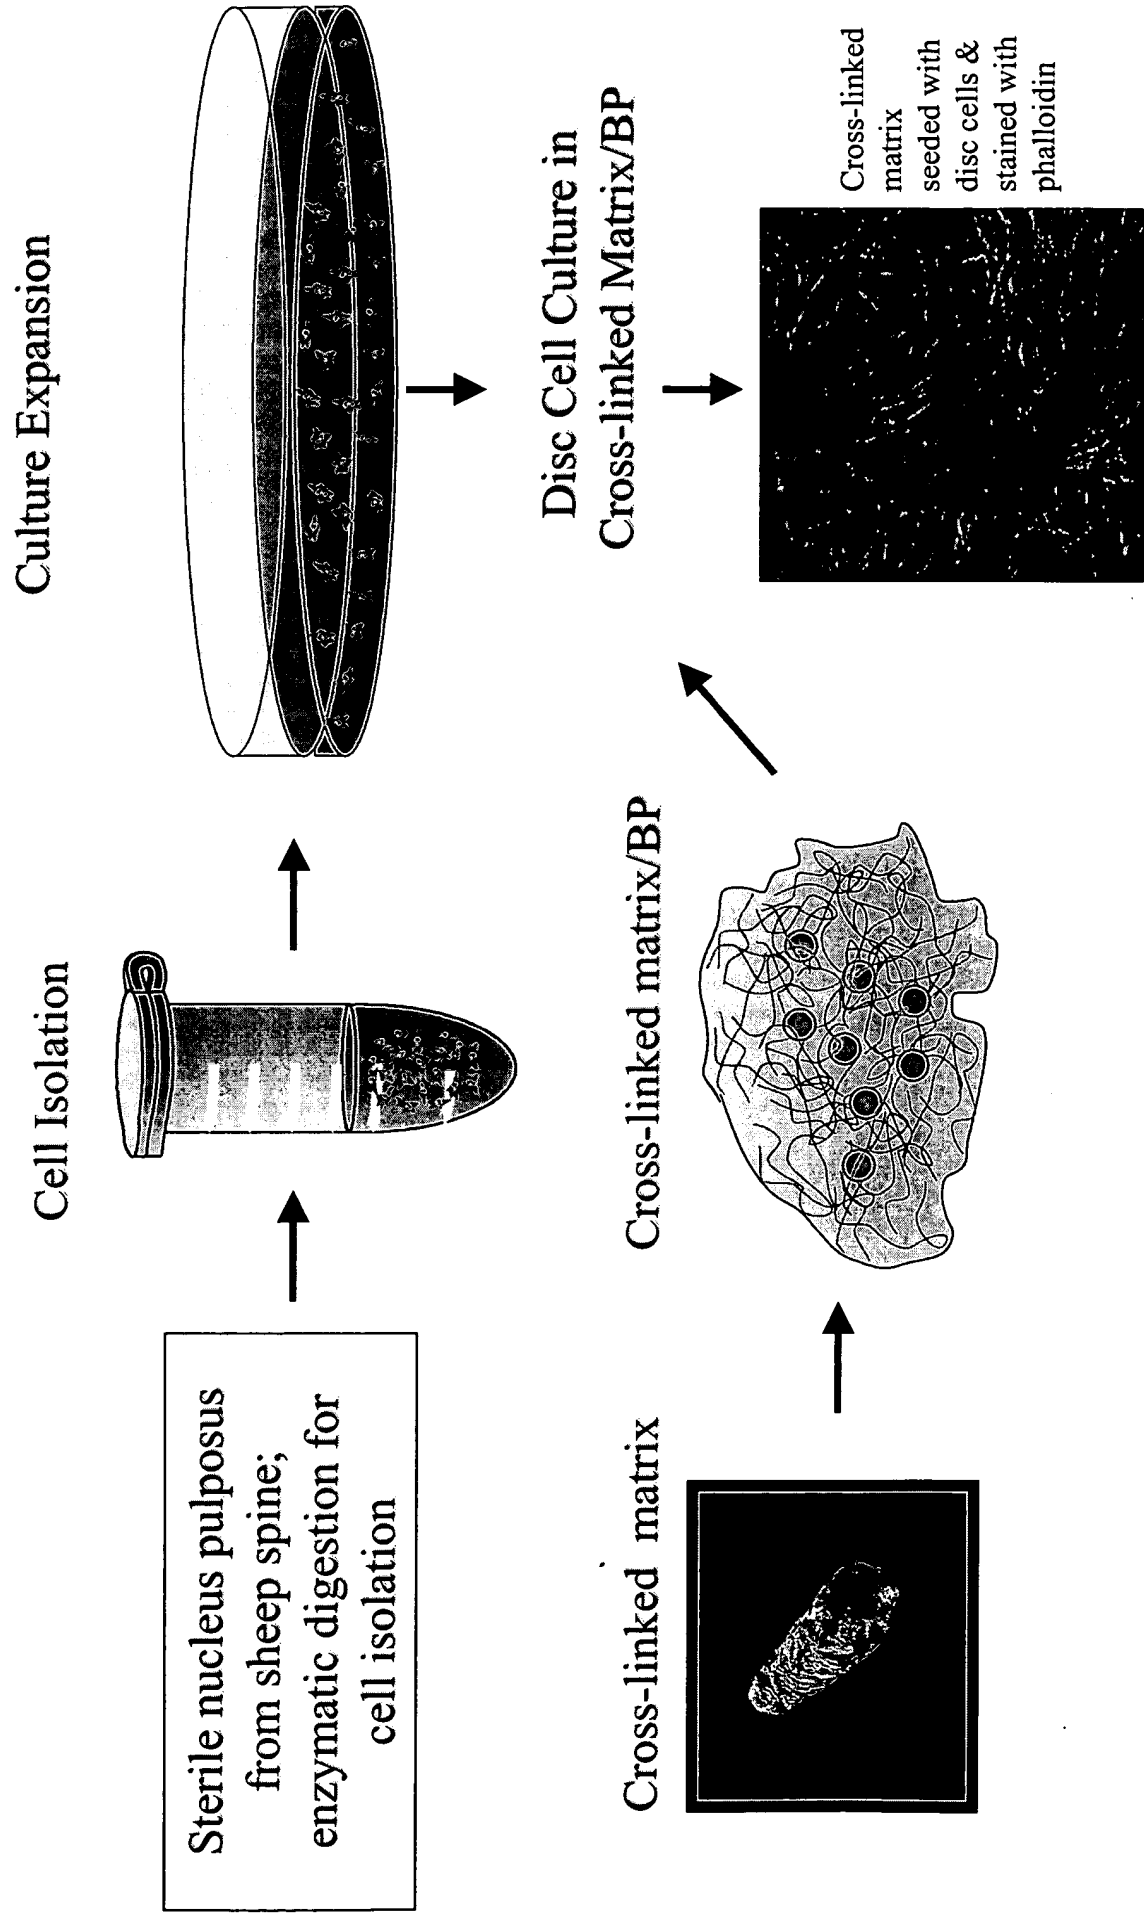 Cell Isolation
Culture Expansion
Sterile nucleus pulposus
from sheep spine;
enzymatic digestion for
cell isolation
Disc Cell Culture in
Cross-linked Matrix/BP
Cross-linked matrix
Cross-linked matrix/BP
Cross-linked
matrix
seeded with
disc cells &
stained with
phalloidin